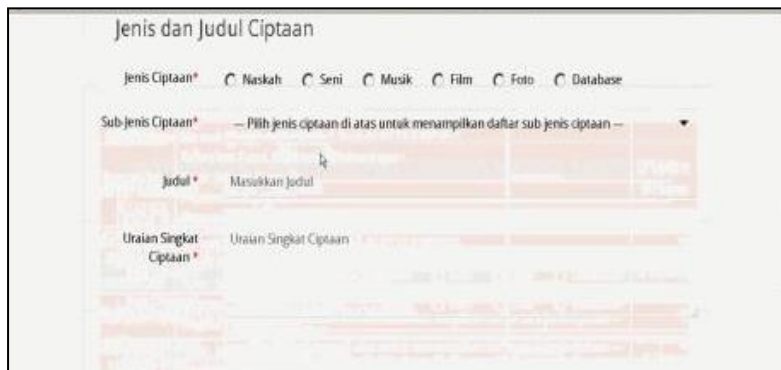 Jenis dan Judul Ciptaan
Jenis Ciptaan* Naskah Seni Musik Film Foto Database
Sub-Jenis Ciptaan* --- Pilih jenis ciptaan di atas untuk menampilkan daftar sub jenis ciptaan ---
Judul * Masukkan Judul
Uraian Singkat Ciptaan * Uraian Singkat Ciptaan